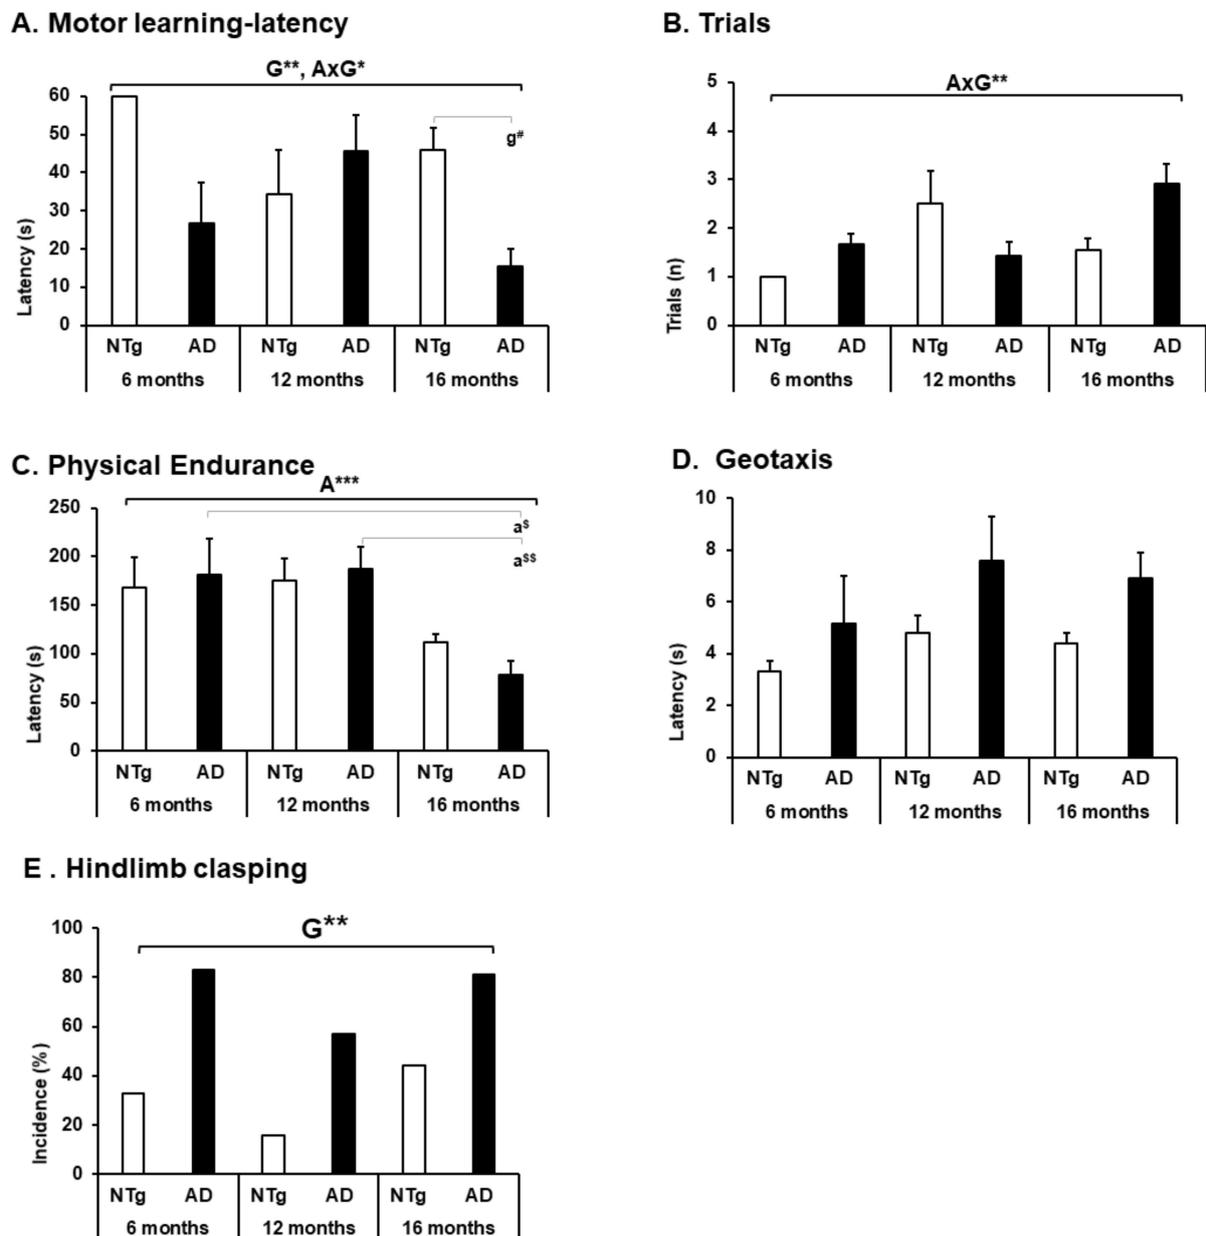 A. Motor learning-latency
G**, AxG*
60
50
40
30
20
10
0
Latency (s)
g#
NTg AD NTg AD NTg AD
6 months 12 months 16 months
B. Trials
AxG**
5
4
3
2
1
0
Trials (n)
NTg AD NTg AD NTg AD
6 months 12 months 16 months
C. Physical Endurance
A***
250
200
150
100
50
0
Latency (s)
a$
a$$
NTg AD NTg AD NTg AD
6 months 12 months 16 months
D. Geotaxis
10
8
6
4
2
0
Latency (s)
NTg AD NTg AD NTg AD
6 months 12 months 16 months
E . Hindlimb clasping
G**
100
80
60
40
20
0
Incidence (%)
NTg AD NTg AD NTg AD
6 months 12 months 16 months